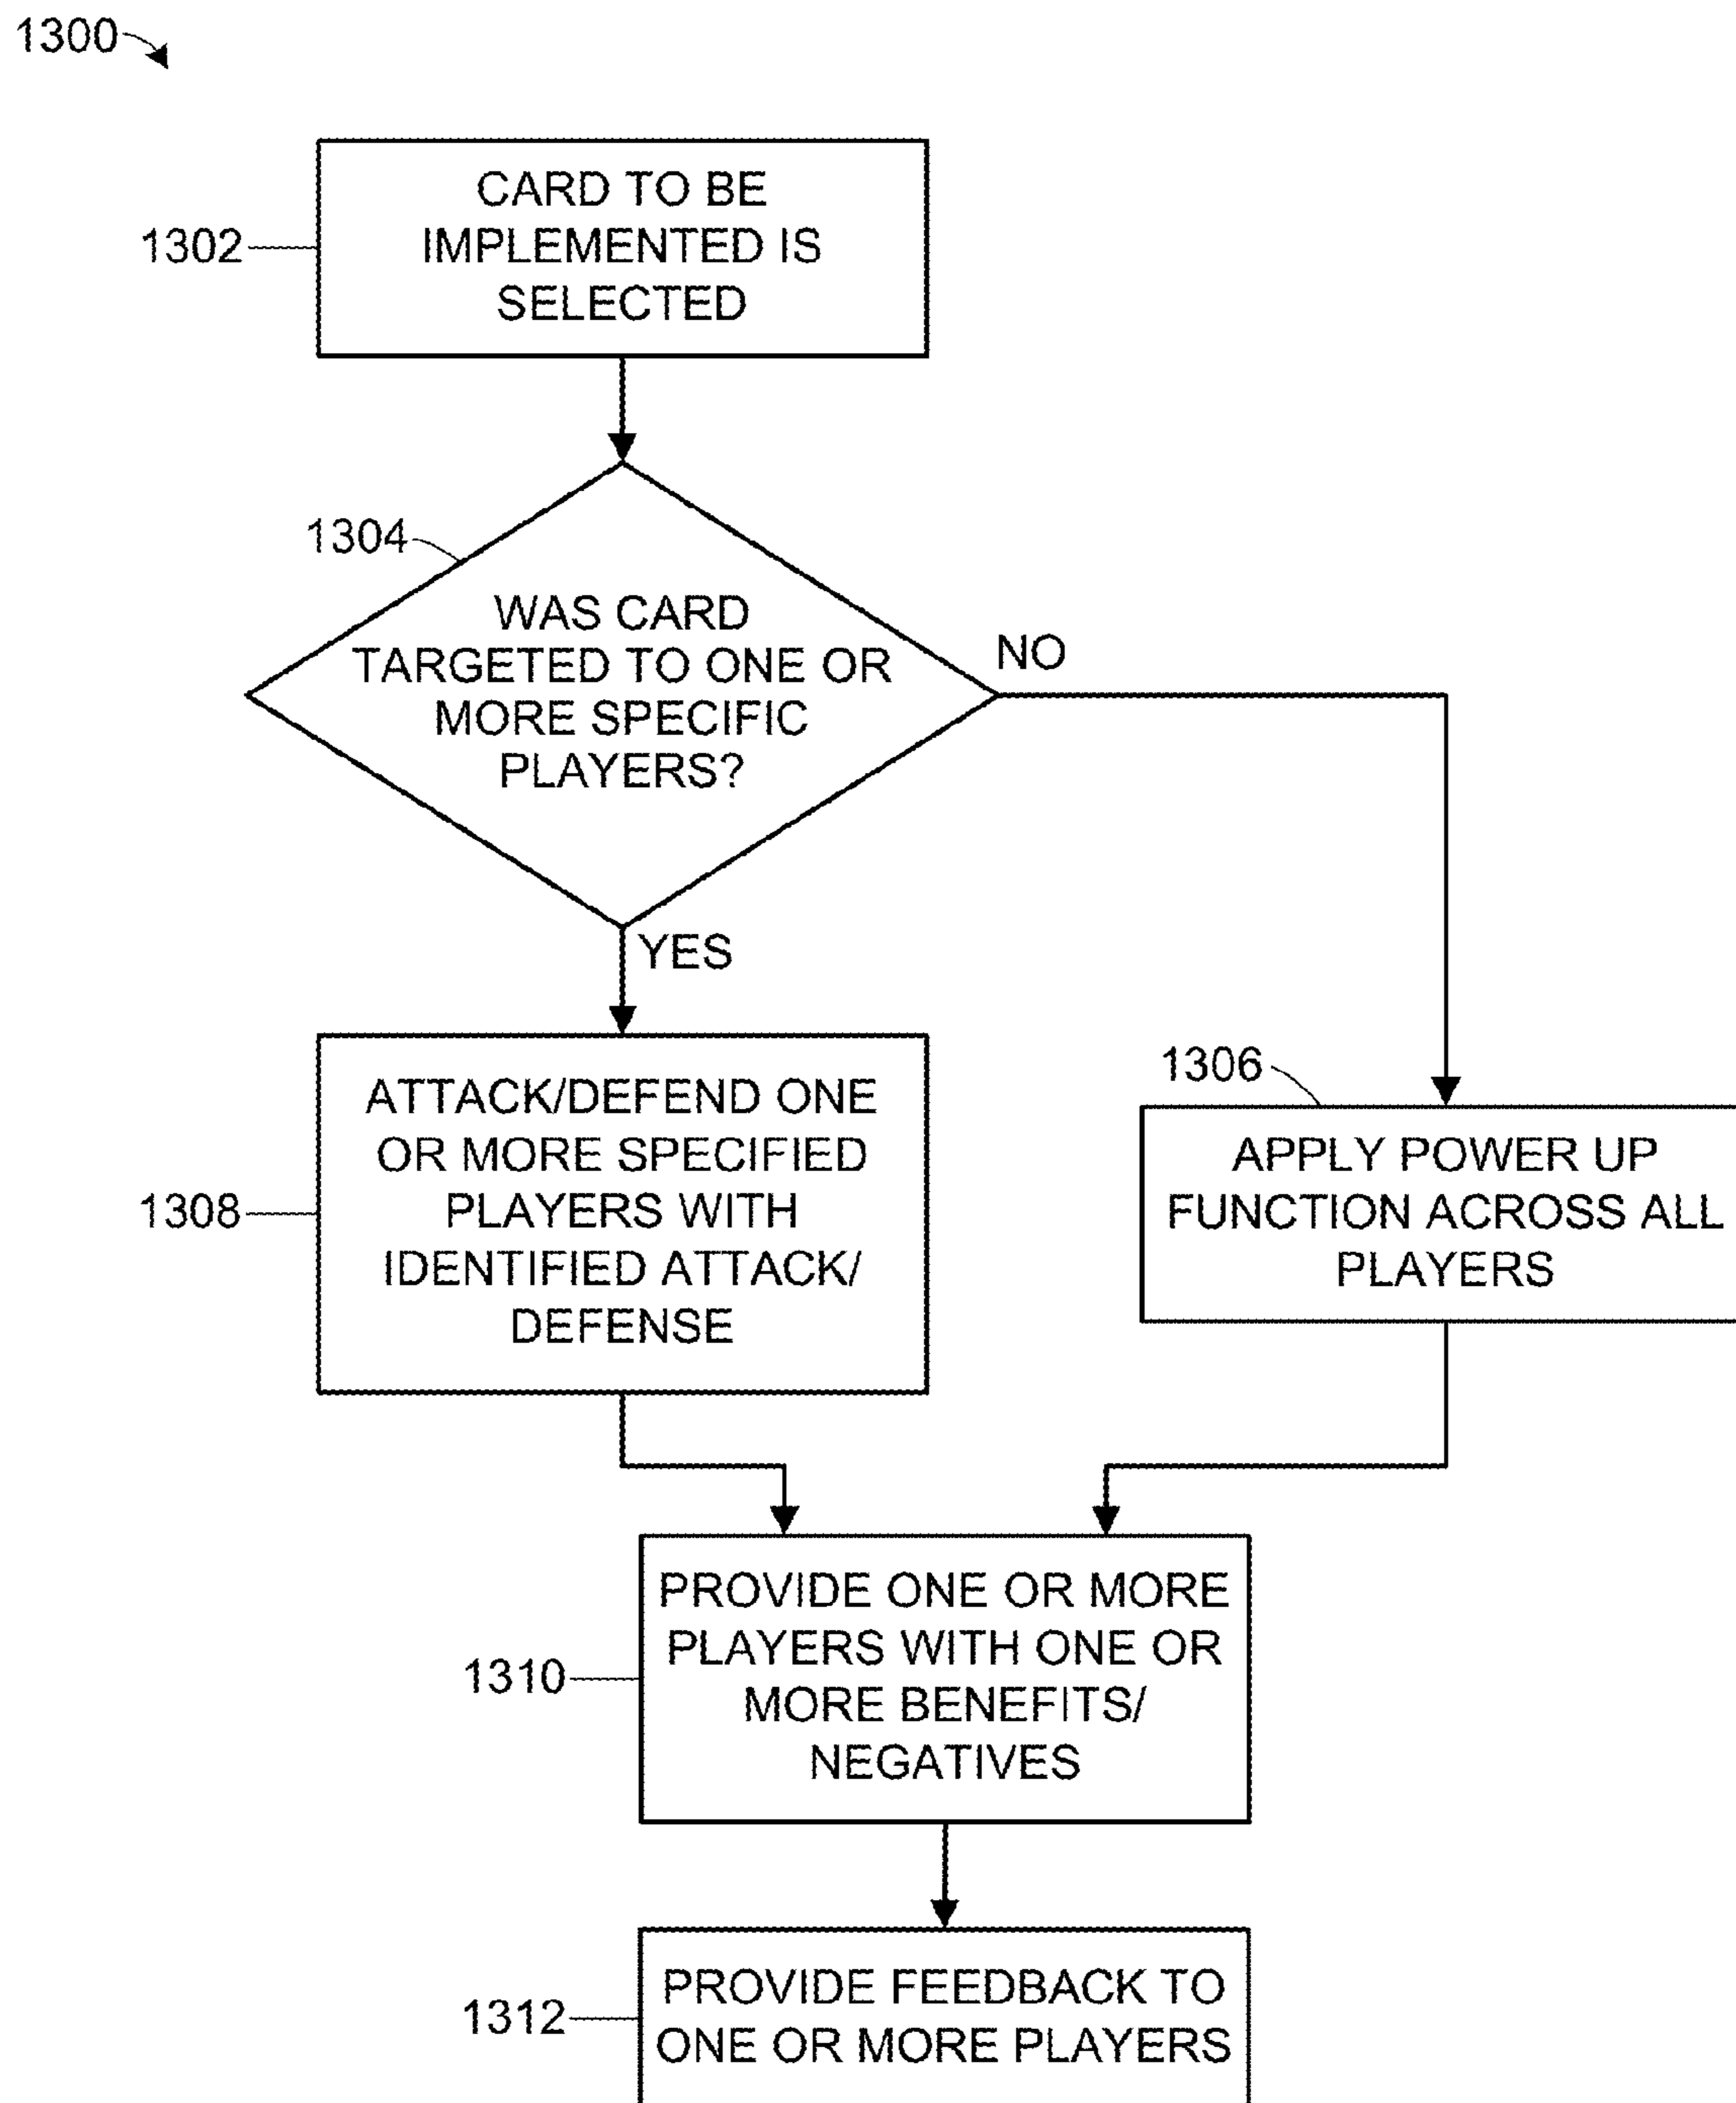 1300
CARD TO BE
IMPLEMENTED IS
SELECTED
1302
1304
WAS CARD
TARGETED TO ONE OR
MORE SPECIFIC
PLAYERS?
NO
YES
ATTACK/DEFEND ONE
OR MORE SPECIFIED
PLAYERS WITH
IDENTIFIED ATTACK/
DEFENSE
1308
1306
APPLY POWER UP
FUNCTION ACROSS ALL
PLAYERS
PROVIDE ONE OR MORE
PLAYERS WITH ONE OR
MORE BENEFITS/
NEGATIVES
1310
PROVIDE FEEDBACK TO
ONE OR MORE PLAYERS
1312